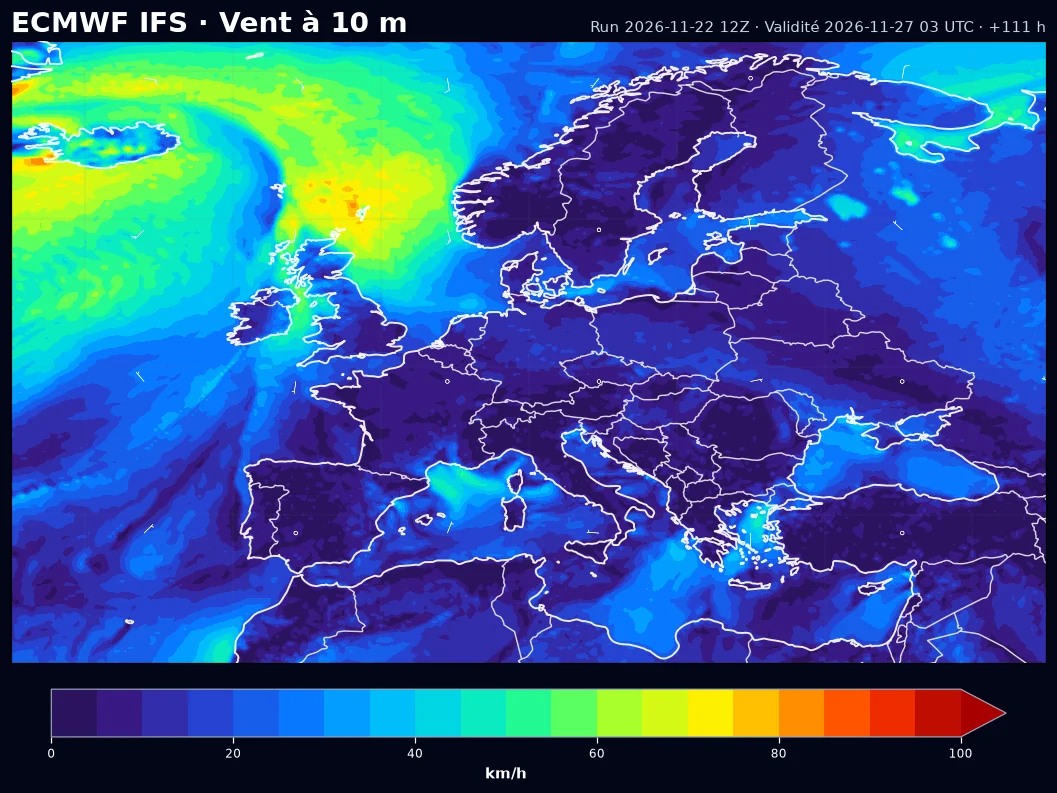 ECMWF IFS · Vent à 10 m
Run 2026-11-22 12Z · Validité 2026-11-27 03 UTC · +111 h
0 20 40 60 80 100
km/h